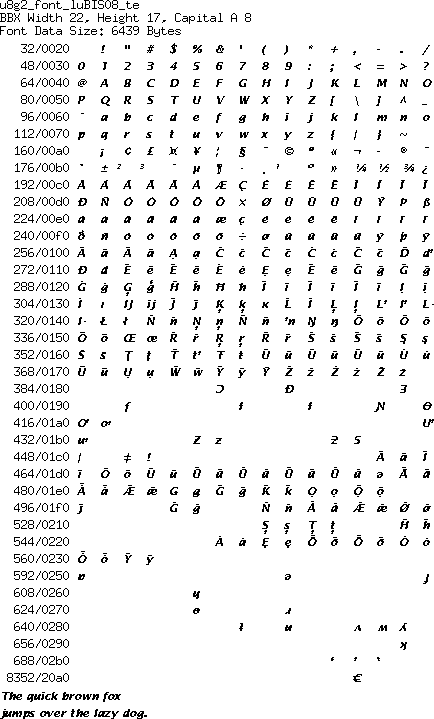 u8g2_font_luBIS08_te
BBX Width 22, Height 17, Capital A 8
Font Data Size: 6439 Bytes
32/0020 ! " # $ % & ' ( ) * + , - . /
48/0030 0 1 2 3 4 5 6 7 8 9 : ; < = > ?
64/0040 @ A B C D E F G H I J K L M N O
80/0050 P Q R S T U V W X Y Z [ \ ] ^ _
96/0060 ` a b c d e f g h i j k l m n o
112/0070 p q r s t u v w x y z { | } ~
160/00a0 ¡ ¢ £ ¤ ¥ ¦ § ¨ © ª « ¬ - ® ¯
176/00b0 ° ± ² ³ ´ µ ¶ · ¸ ¹ º » ¼ ½ ¾ ¿
192/00c0 À Á Â Ã Ä Å Æ Ç È É Ê Ë Ì Í Î Ï
208/00d0 Ð Ñ Ò Ó Ô Õ Ö × Ø Ù Ú Û Ü Ý Þ ß
224/00e0 à á â ã ä å æ ç è é ê ë ì í î ï
240/00f0 ð ñ ò ó ô õ ö ÷ ø ù ú û ü ý þ ÿ
256/0100 Ā ā Ă ă Ą ą Ć ć Ĉ ĉ Ċ ċ Č č Ď ď
272/0110 Đ đ Ē ē Ĕ ĕ Ė ė Ę ę Ě ě Ĝ ĝ Ğ ğ
288/0120 Ġ ġ Ģ ģ Ĥ ĥ Ħ ħ Ĩ ĩ Ī ī Ĭ ĭ Į į
304/0130 İ ı Ĳ ĳ Ĵ ĵ Ķ ķ ĸ Ĺ ĺ Ļ ļ Ľ ľ Ŀ
320/0140 ŀ Ł ł Ń ń Ņ ņ Ň ň ŉ Ŋ ŋ Ō ō Ŏ ŏ
336/0150 Ő ő Œ œ Ŕ ŕ Ŗ ŗ Ř ř Ś ś Ŝ ŝ Ş ş
352/0160 Š š Ţ ţ Ť ť Ŧ ŧ Ũ ũ Ū ū Ŭ ŭ Ů ů
368/0170 Ű ű Ų ų Ŵ ŵ Ŷ ŷ Ÿ Ź ź Ż ż Ž ž
384/0180 Ɔ Ɖ Ǝ
400/0190 ƒ ƚ Ɲ Ɵ
416/01a0 Ơ ơ Ư
432/01b0 ư Ƶ ƶ
448/01c0 ǀ ǂ ǃ Ǎ ǎ Ǐ
464/01d0 ǐ Ǒ ǒ Ǔ ǔ Ǖ ǖ Ǘ ǘ Ǚ ǚ Ǜ ǜ ǝ Ǟ ǟ
480/01e0 Ǡ ǡ Ǣ ǣ Ǥ ǥ Ǧ ǧ Ǩ ǩ Ǫ ǫ Ǭ ǭ
496/01f0 ǰ Ǵ ǵ Ǹ ǹ Ǻ ǻ Ǽ ǽ Ǿ ǿ
528/0210 Ș ș Ț ț Ȟ ȟ
544/0220 Ȧ ȧ Ȩ ȩ Ȫ ȫ Ȭ ȭ Ȯ ȯ
560/0230 Ȱ ȱ Ȳ ȳ
592/0250 ə
608/0260
624/0270 ɵ
640/0280 ʉ ʌ ʍ ʎ
656/0290 ʞ
688/02b0
8352/20a0 €
The quick brown fox
jumps over the lazy dog.